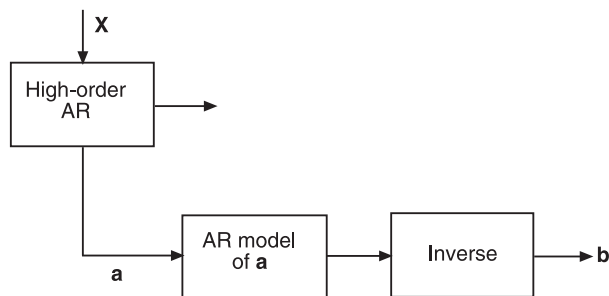 X
High-order
AR
a
AR model
of a
Inverse
b